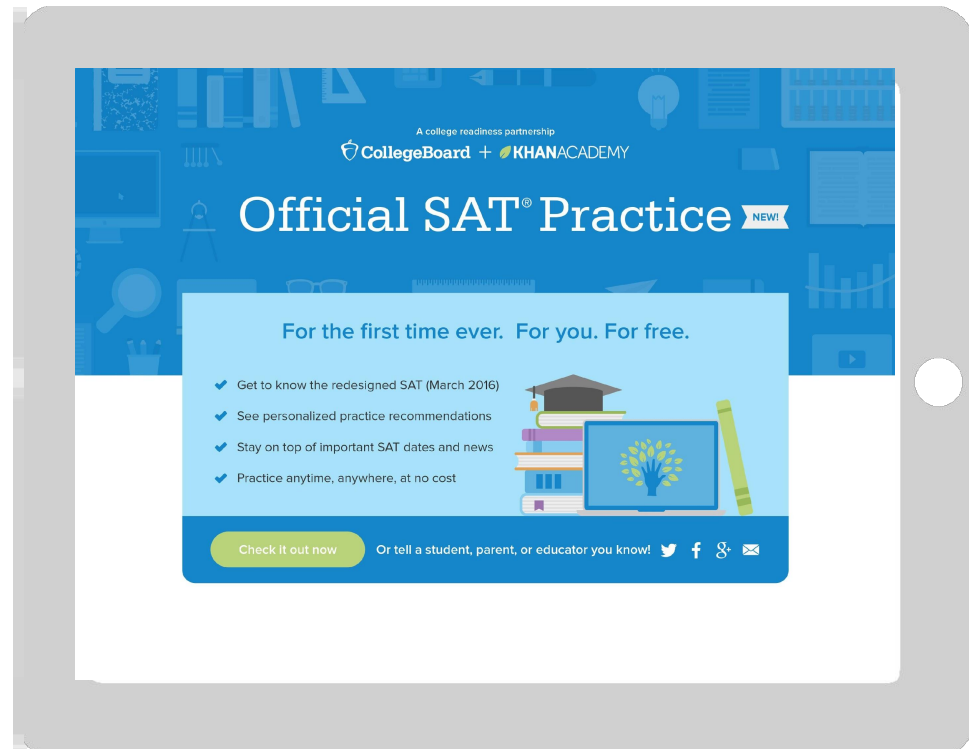 A college readiness partnership
CollegeBoard + KHANACADEMY
Official SAT® Practice NEW!
For the first time ever. For you. For free.
Get to know the redesigned SAT (March 2016)
See personalized practice recommendations
Stay on top of important SAT dates and news
Practice anytime, anywhere, at no cost
Check it out now Or tell a student, parent, or educator you know!